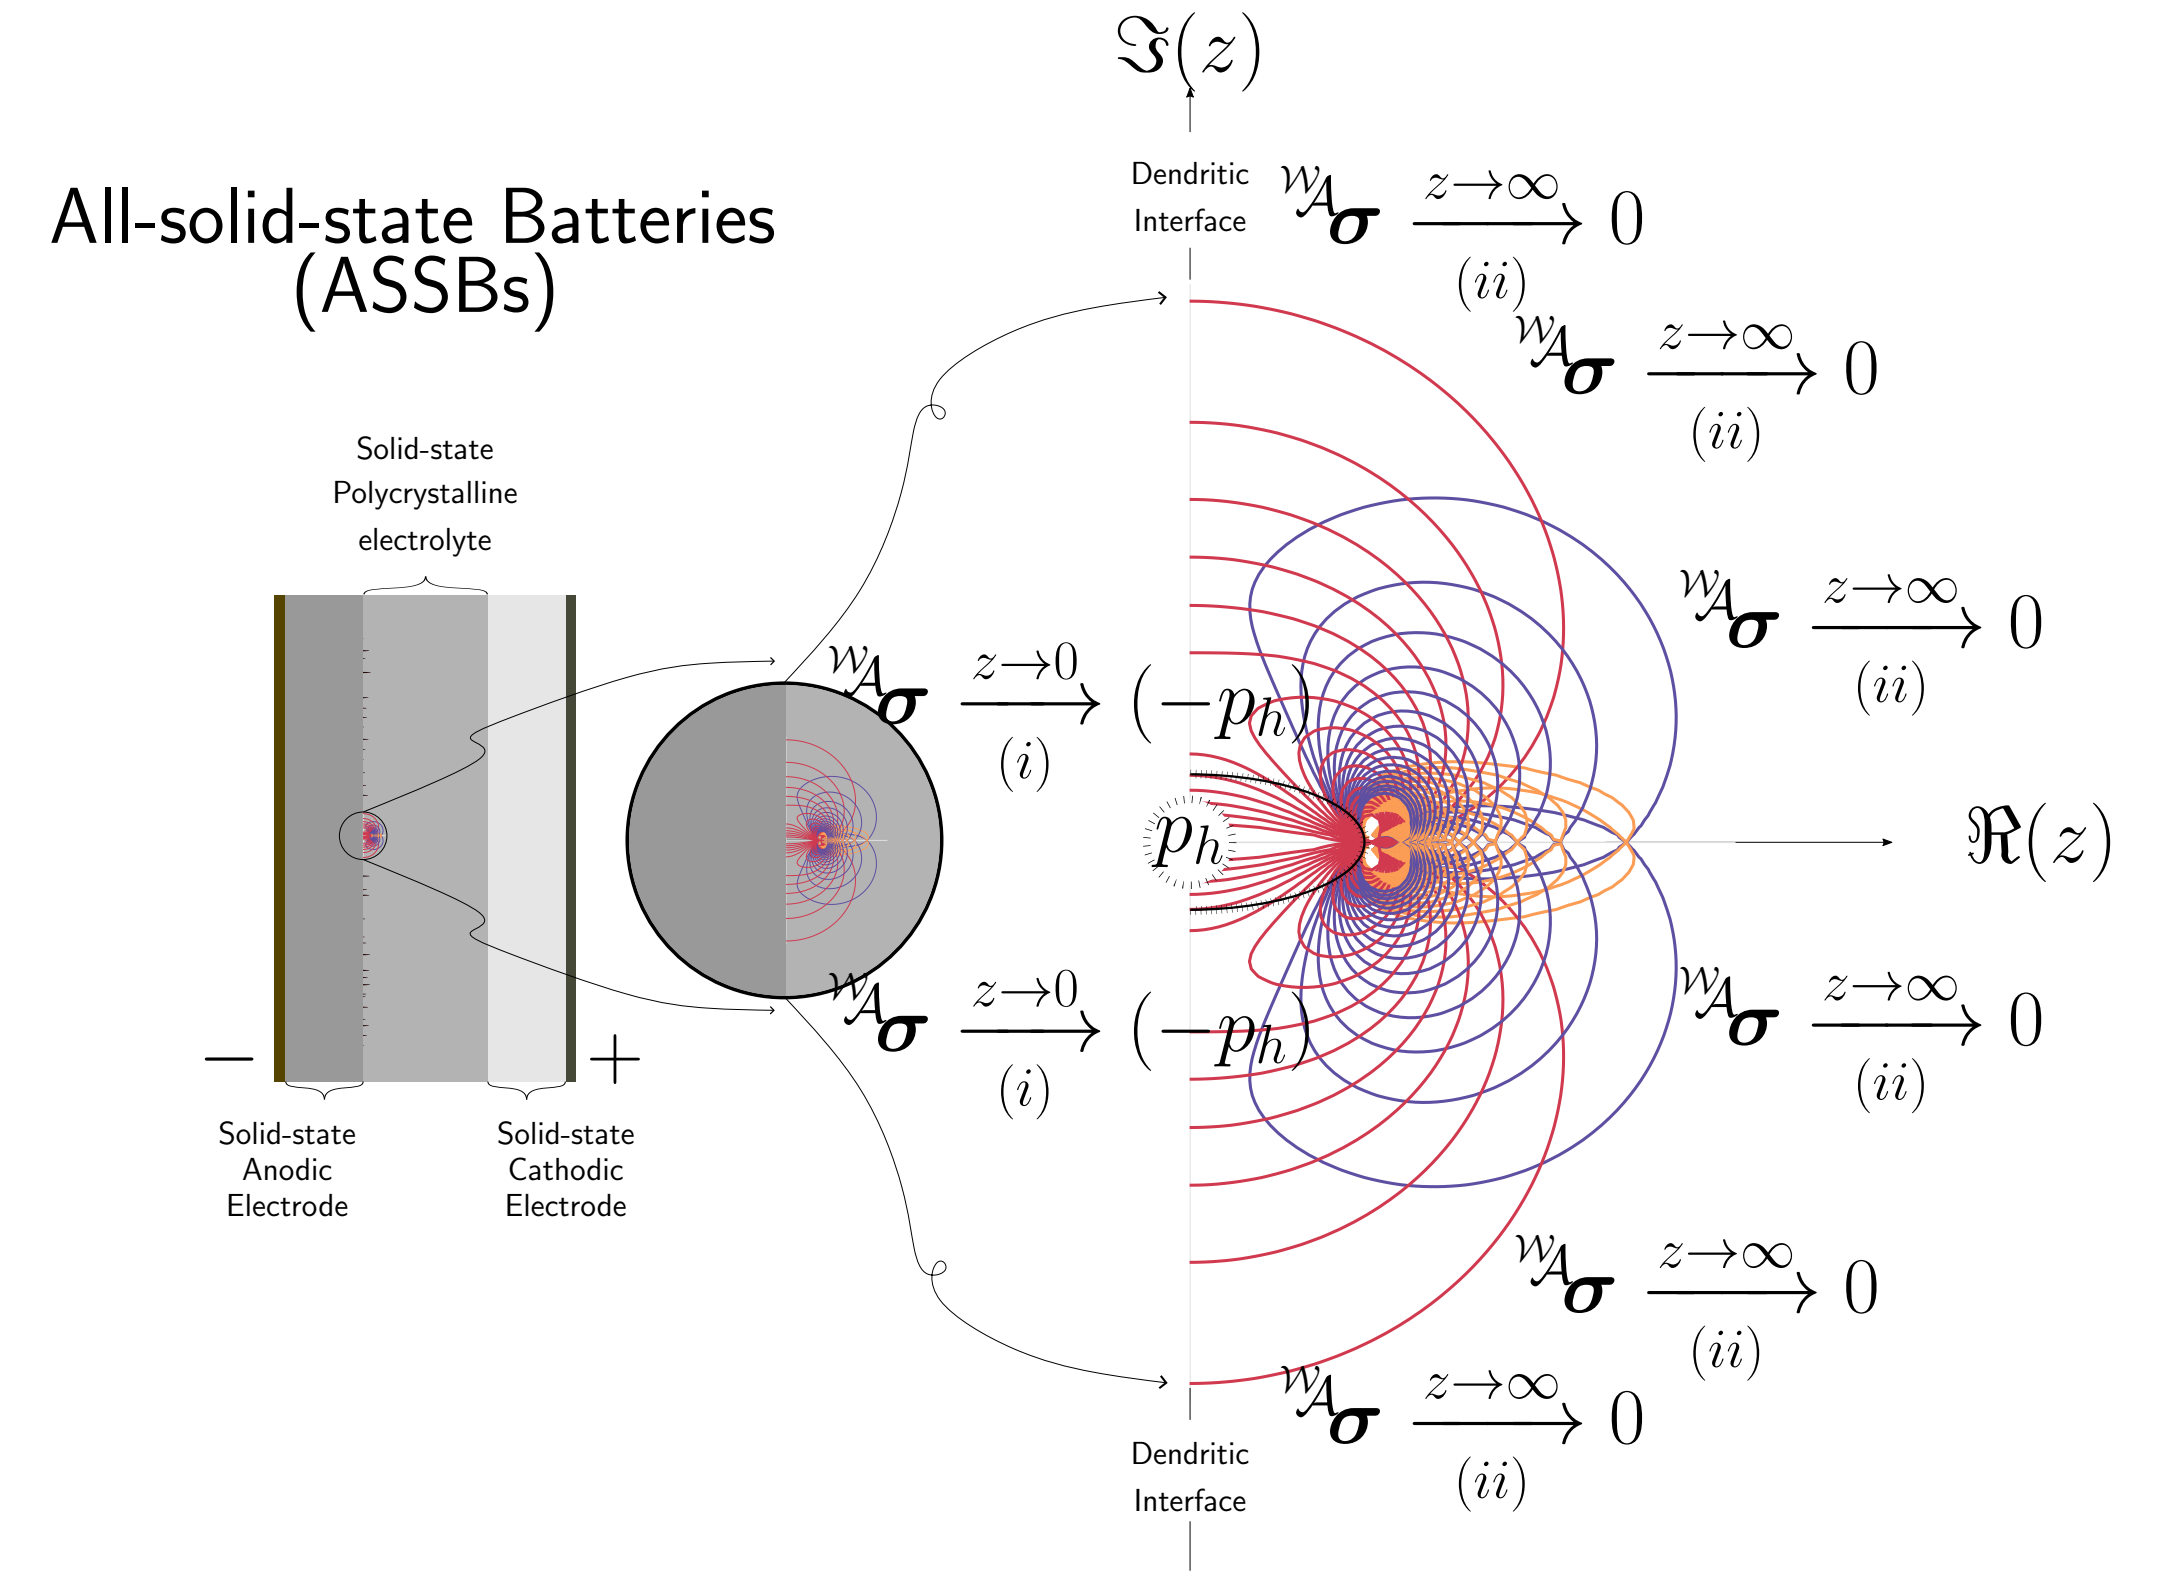 ℑ(z)
All-solid-state Batteries
(ASSBs)
Dendritic
Interface
𝒲𝒜σ z→∞ 0
(ii)
𝒲𝒜σ z→∞ 0
(ii)
Solid-state
Polycrystalline
electrolyte
𝒲𝒜σ z→∞ 0
(ii)
𝒲𝒜σ z→0 (−p_h)
(i)
p_h
ℜ(z)
𝒲𝒜σ z→0 (−p_h)
(i)
𝒲𝒜σ z→∞ 0
(ii)
− +
Solid-state
Anodic
Electrode
Solid-state
Cathodic
Electrode
𝒲𝒜σ z→∞ 0
(ii)
𝒲𝒜σ z→∞ 0
(ii)
Dendritic
Interface